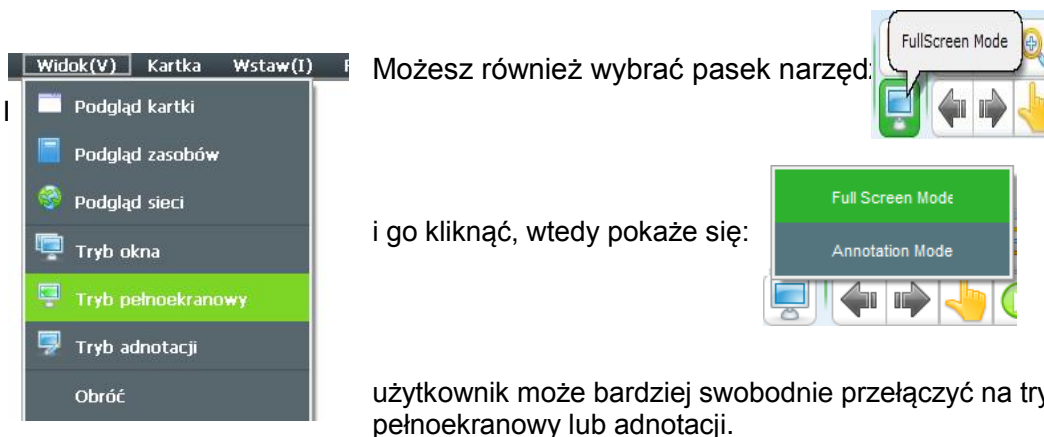 Widok(V) Kartka Wstaw(I)
Podgląd kartki
Podgląd zasobów
Podgląd sieci
Tryb okna
Tryb pełnoekranowy
Tryb adnotacji
Obróć
Możesz również wybrać pasek narzędz
FullScreen Mode
i go kliknąć, wtedy pokaże się:
Full Screen Mode
Annotation Mode
użytkownik może bardziej swobodnie przełączyć na try
pełnoekranowy lub adnotacji.